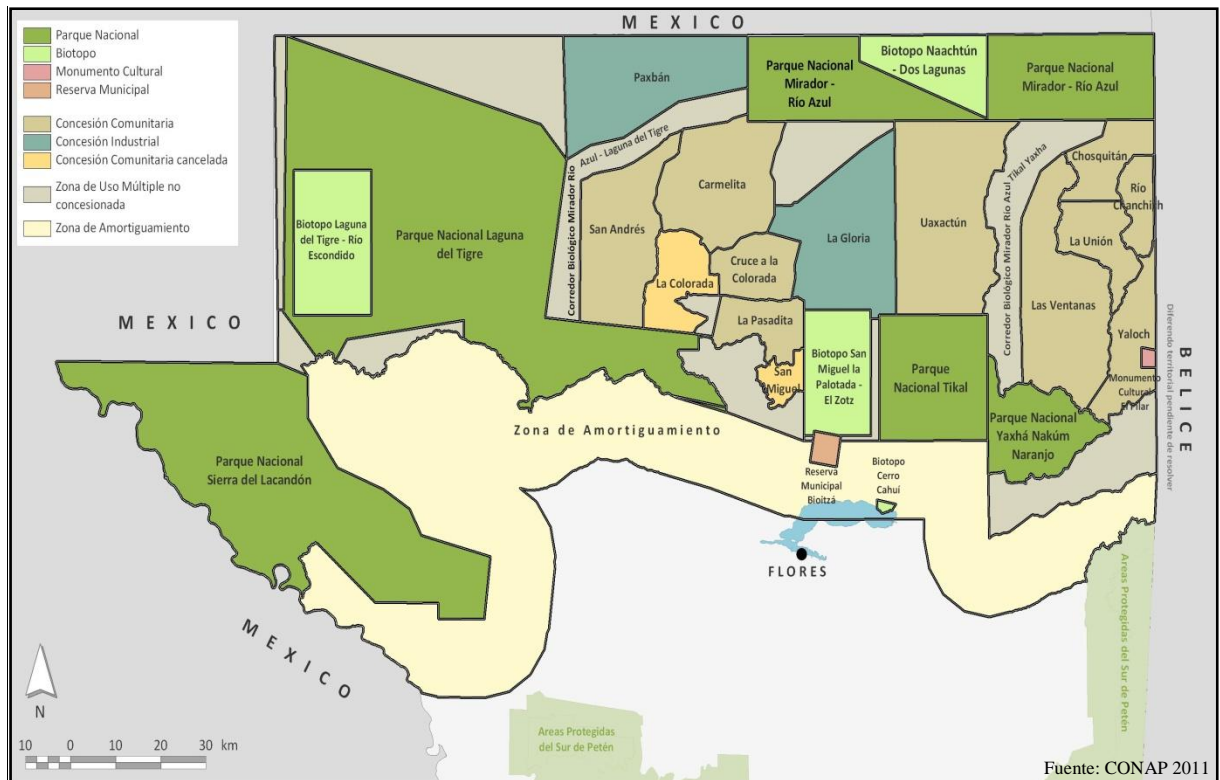 MEXICO
Parque Nacional
Biotopo
Monumento Cultural
Reserva Municipal
Concesión Comunitaria
Concesión Industrial
Concesión Comunitaria cancelada
Zona de Uso Múltiple no
concesionada
Zona de Amortiguamiento
Paxbán
Parque Nacional
Mirador -
Río Azul
Biotopo Naachtún
- Dos Lagunas
Parque Nacional
Mirador - Río Azul
Azul - Laguna del Tigre
Corredor Biológico Mirador Río
Tikal Yaxha
Corredor Biológico Mirador Río Azul
Chosquitán
Río
Chanchich
Carmelita
San Andrés
Biotopo Laguna
del Tigre - Río
Escondido
Parque Nacional Laguna
del Tigre
La Gloria
Uaxactún
La Unión
Cruce a la
Colorada
La Colorada
Las Ventanas
La Pasadita
Yaloch
MEXICO
BELICE
Diferendo territorial pendiente de resolver
Biotopo San
Miguel la
Palotada -
El Zotz
San
Miguel
Parque
Nacional Tikal
Monumento
Cultural
El Pilar
Parque Nacional
Yaxhá Nakúm
Naranjo
Zona de Amortiguamiento
Parque Nacional
Sierra del Lacandón
Reserva
Municipal
Bioitzá
Biotopo
Cerro
Cahuí
FLORES
MEXICO
Areas Protegidas del Sur de Petén
Areas Protegidas
del Sur de Petén
N
10 0 10 20 30 km
Fuente: CONAP 2011